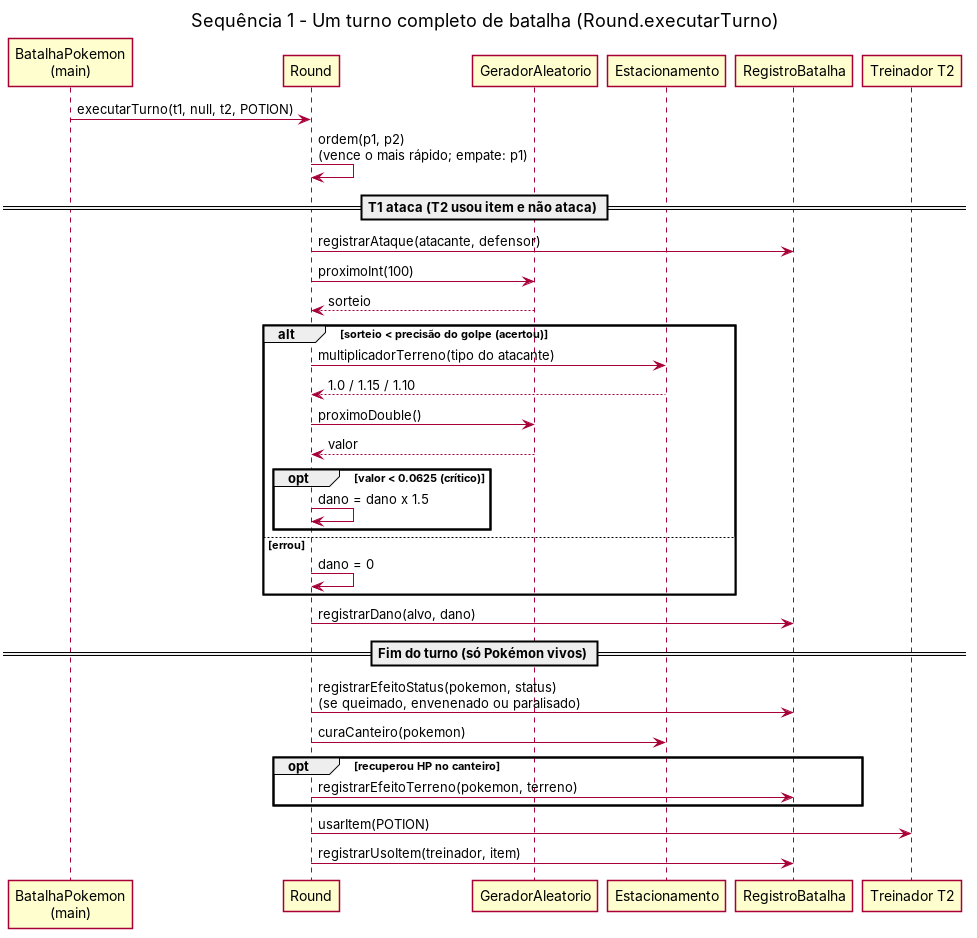 Sequência 1 - Um turno completo de batalha (Round.executarTurno)
BatalhaPokemon
(main)
Round
GeradorAleatorio
Estacionamento
RegistroBatalha
Treinador T2
executarTurno(t1, null, t2, POTION)
ordem(p1, p2)
(vence o mais rápido; empate: p1)
T1 ataca (T2 usou item e não ataca)
registrarAtaque(atacante, defensor)
proximoInt(100)
sorteio
alt
[sorteio < precisão do golpe (acertou)]
multiplicadorTerreno(tipo do atacante)
1.0 / 1.15 / 1.10
proximoDouble()
valor
opt
[valor < 0.0625 (crítico)]
dano = dano x 1.5
[errou]
dano = 0
registrarDano(alvo, dano)
Fim do turno (só Pokémon vivos)
registrarEfeitoStatus(pokemon, status)
(se queimado, envenenado ou paralisado)
curaCanteiro(pokemon)
opt
[recuperou HP no canteiro]
registrarEfeitoTerreno(pokemon, terreno)
usarItem(POTION)
registrarUsoItem(treinador, item)
BatalhaPokemon
(main)
Round
GeradorAleatorio
Estacionamento
RegistroBatalha
Treinador T2